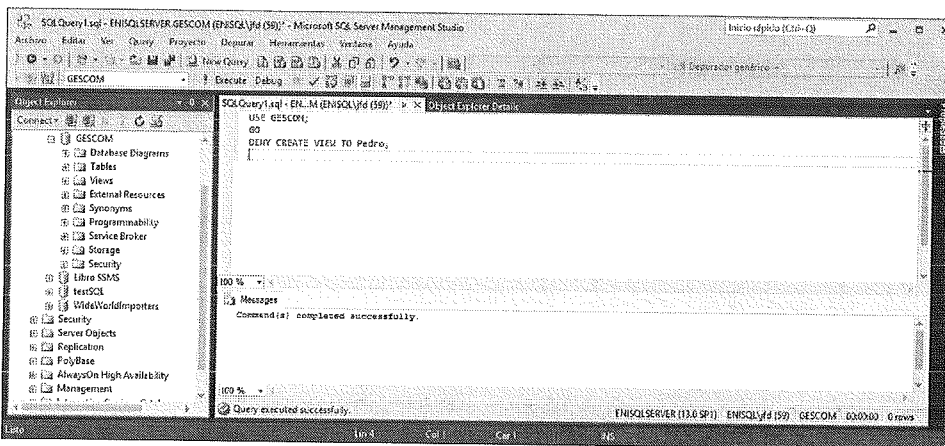 SQLQuery1.sql - ENISQLSERVER.GESCOM (ENISQL\jfd (59))* - Microsoft SQL Server Management Studio
Inicio rápido (Ctrl+Q)
Archivo Editar Ver Query Proyecto Depurar Herramientas Ventana Ayuda
New Query
Depurador genérico
GESCOM
Execute Debug
Object Explorer
SQLQuery1.sql - EN...M (ENISQL\jfd (59))*
Object Explorer Details
Connect
USE GESCOM;
GO
DENY CREATE VIEW TO Pedro;
GESCOM
Database Diagrams
Tables
Views
External Resources
Synonyms
Programmability
Service Broker
Storage
Security
Libro SSMS
testSQL
WideWorldImporters
Security
Server Objects
Replication
PolyBase
AlwaysOn High Availability
Management
100 %
Messages
Command(s) completed successfully.
100 %
Query executed successfully.
ENISQLSERVER (13.0 SP1) ENISQL\jfd (59) GESCOM 00:00:00 0 rows
Listo
Lín 4
Col 1
Car 1
INS